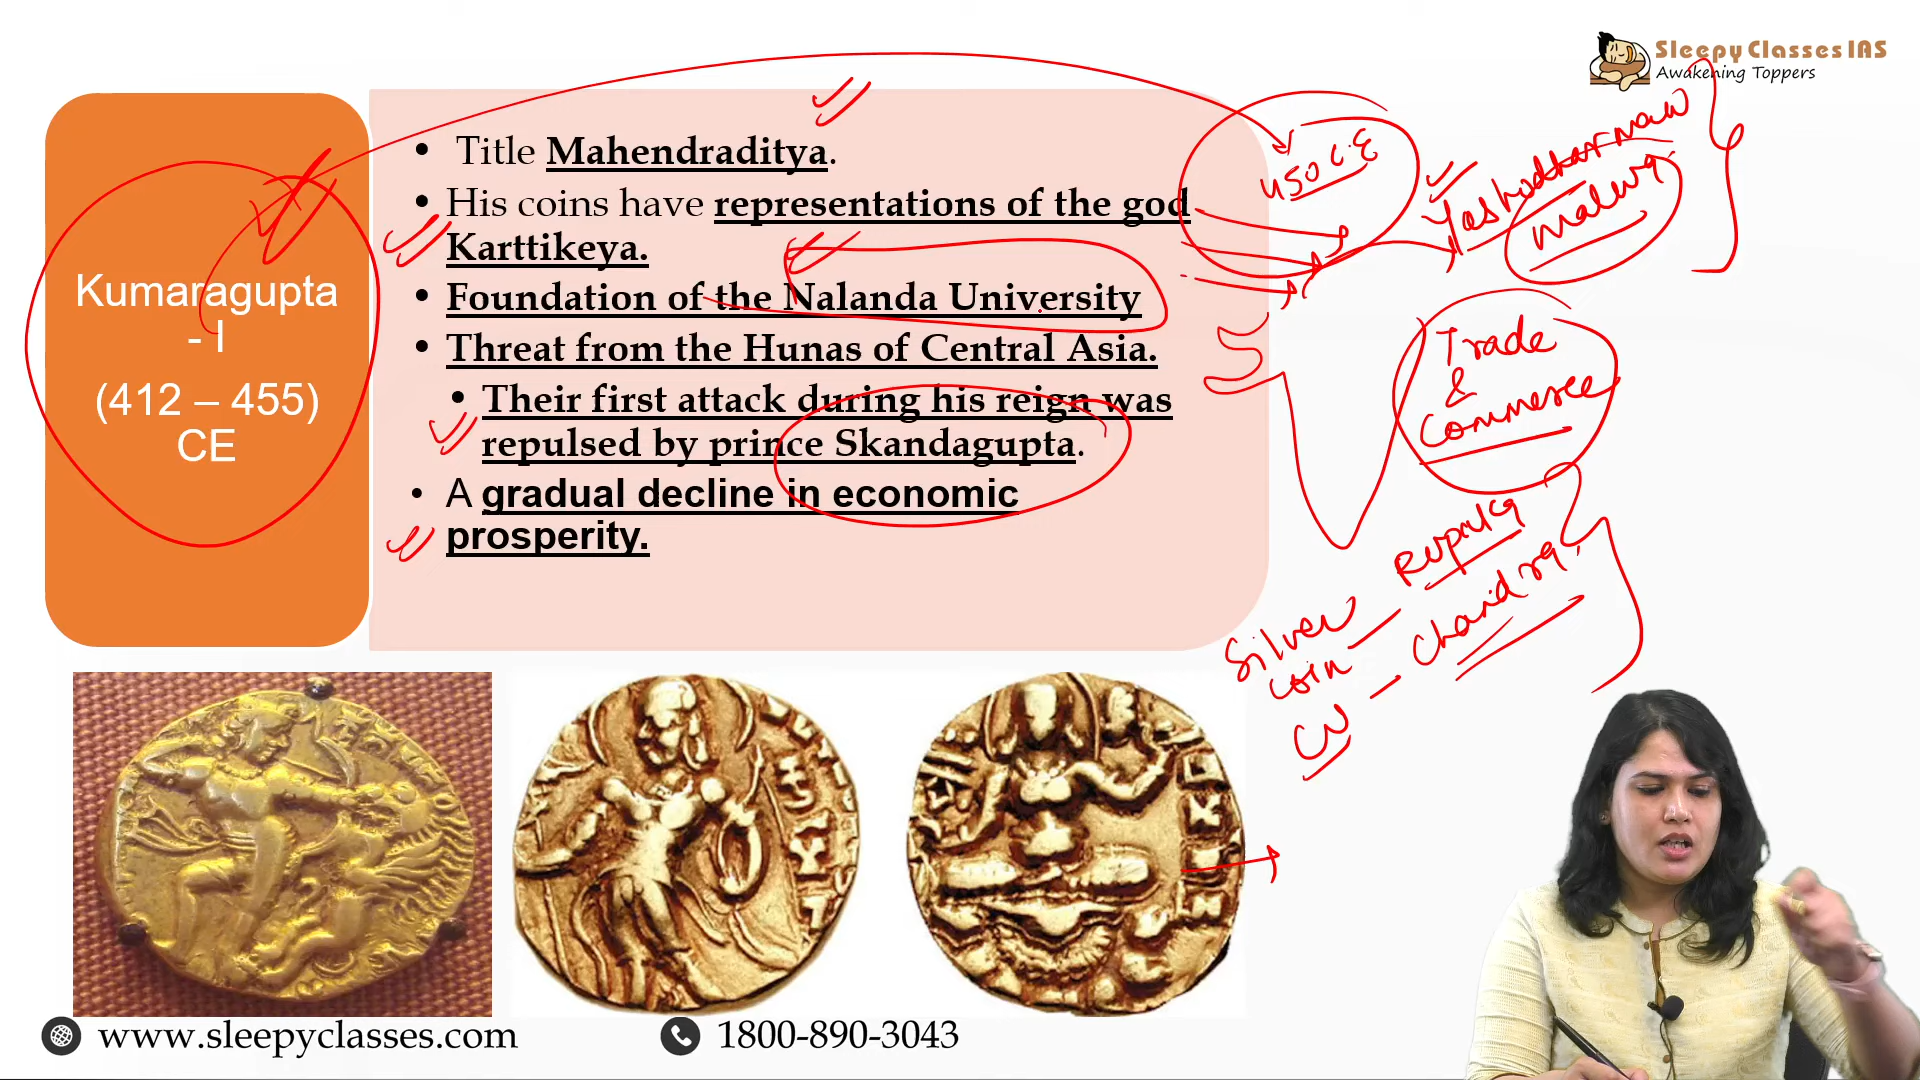 Sleepy Classes IAS
Awakening Toppers
Kumaragupta
- I
(412 – 455)
CE
• Title Mahendraditya.
• His coins have representations of the god
Karttikeya.
• Foundation of the Nalanda University
• Threat from the Hunas of Central Asia.
• Their first attack during his reign was
repulsed by prince Skandagupta.
• A gradual decline in economic
prosperity.
450 C.E
Yashodharman
Malwa
Trade
&
Commerce
Silver
coin
Rupaka
Cu - Chandra
www.sleepyclasses.com
1800-890-3043